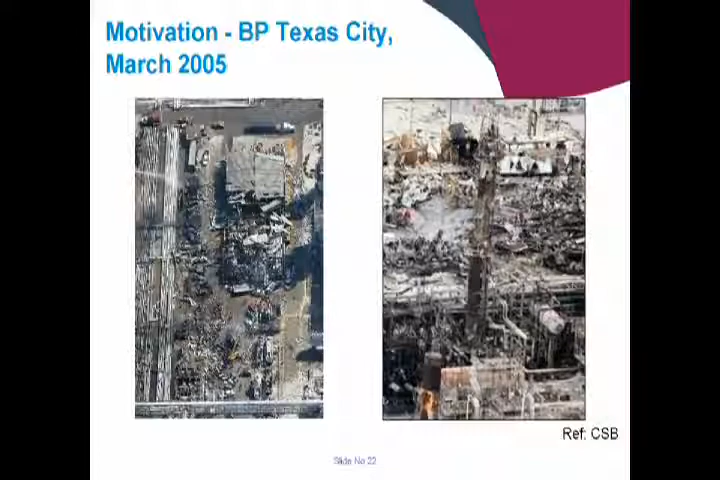 Motivation - BP Texas City,
March 2005
Ref: CSB
Slide No 22